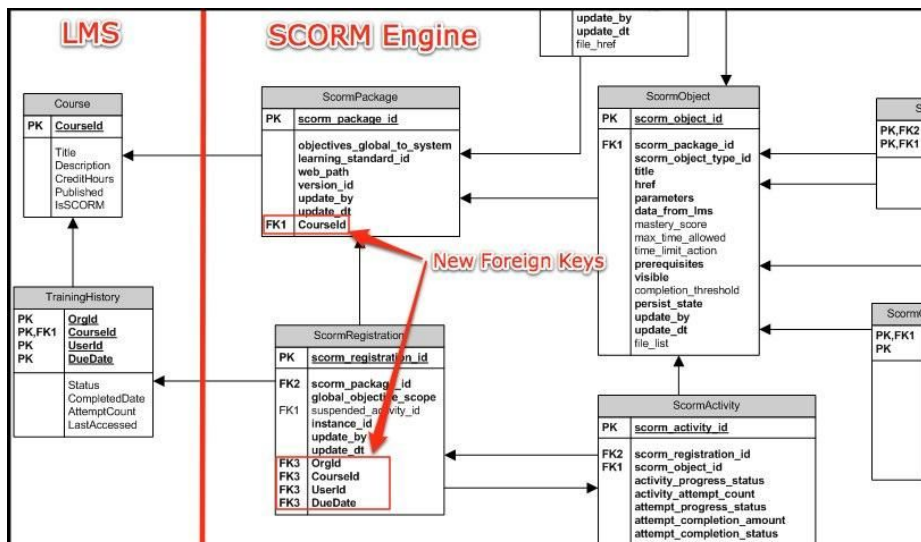 LMS
SCORM Engine
update_by
update_dt
file_href
Course
PK CourseId
Title
Description
CreditHours
Published
IsSCORM
TrainingHistory
PK OrgId
PK,FK1 CourseId
PK UserId
PK DueDate
Status
CompletedDate
AttemptCount
LastAccessed
ScormPackage
PK scorm_package_id
objectives_global_to_system
learning_standard_id
web_path
version_id
update_by
update_dt
FK1 CourseId
New Foreign Keys
ScormRegistration
PK scorm_registration_id
FK2 scorm_package_id
global_objective_scope
FK1 suspended_activity_id
instance_id
update_by
update_dt
FK3 OrgId
FK3 CourseId
FK3 UserId
FK3 DueDate
ScormObject
PK scorm_object_id
FK1 scorm_package_id
scorm_object_type_id
title
href
parameters
data_from_lms
mastery_score
max_time_allowed
time_limit_action
prerequisites
visible
completion_threshold
persist_state
update_by
update_dt
file_list
ScormActivity
PK scorm_activity_id
FK2 scorm_registration_id
FK1 scorm_object_id
activity_progress_status
activity_attempt_count
attempt_progress_status
attempt_completion_amount
attempt_completion_status
S
PK,FK2
PK,FK1
Scorm
PK,FK1
PK